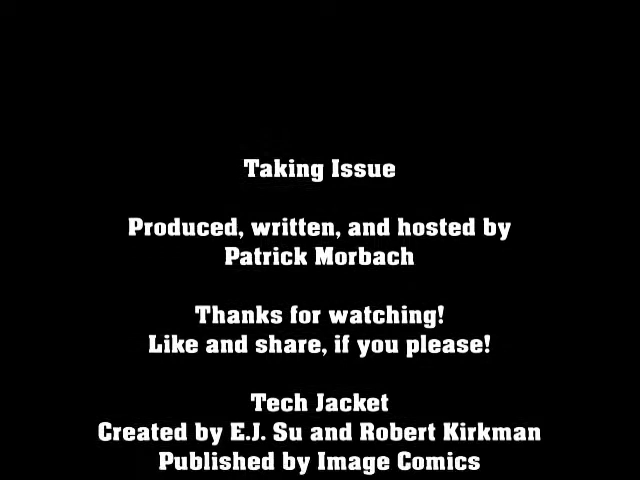 Taking Issue
Produced, written, and hosted by
Patrick Morbach
Thanks for watching!
Like and share, if you please!
Tech Jacket
Created by E.J. Su and Robert Kirkman
Published by Image Comics